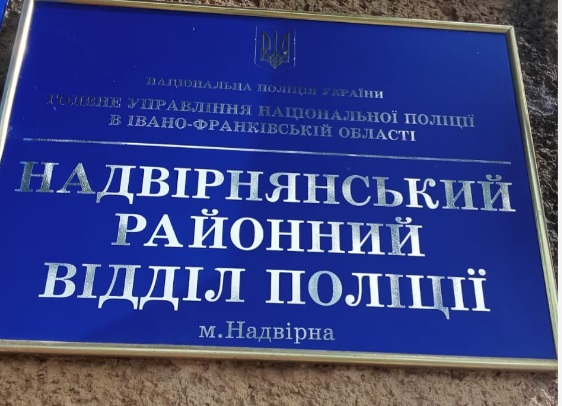 НАЦІОНАЛЬНА ПОЛІЦІЯ УКРАЇНИ
ГОЛОВНЕ УПРАВЛІННЯ НАЦІОНАЛЬНОЇ ПОЛІЦІЇ
В ІВАНО-ФРАНКІВСЬКІЙ ОБЛАСТІ
НАДВІРНЯНСЬКИЙ
РАЙОННИЙ
ВІДДІЛ ПОЛІЦІЇ
м.Надвірна